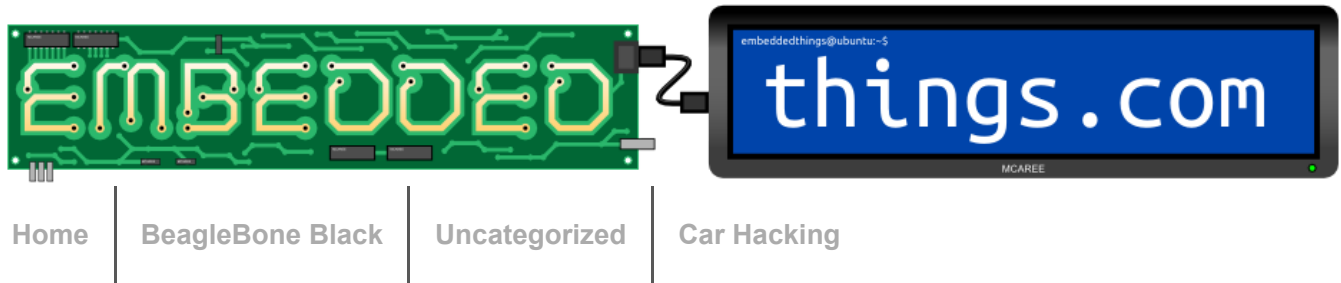 EMBEDDED
embeddedthings@ubuntu:~$
things.com
MCAREE
Home
BeagleBone Black
Uncategorized
Car Hacking